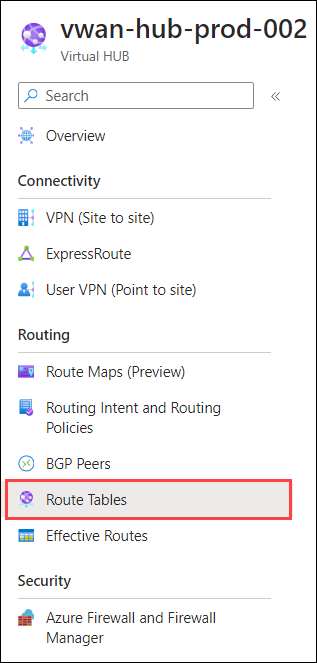 vwan-hub-prod-002
Virtual HUB
Search
Overview
Connectivity
VPN (Site to site)
ExpressRoute
User VPN (Point to site)
Routing
Route Maps (Preview)
Routing Intent and Routing
Policies
BGP Peers
Route Tables
Effective Routes
Security
Azure Firewall and Firewall
Manager